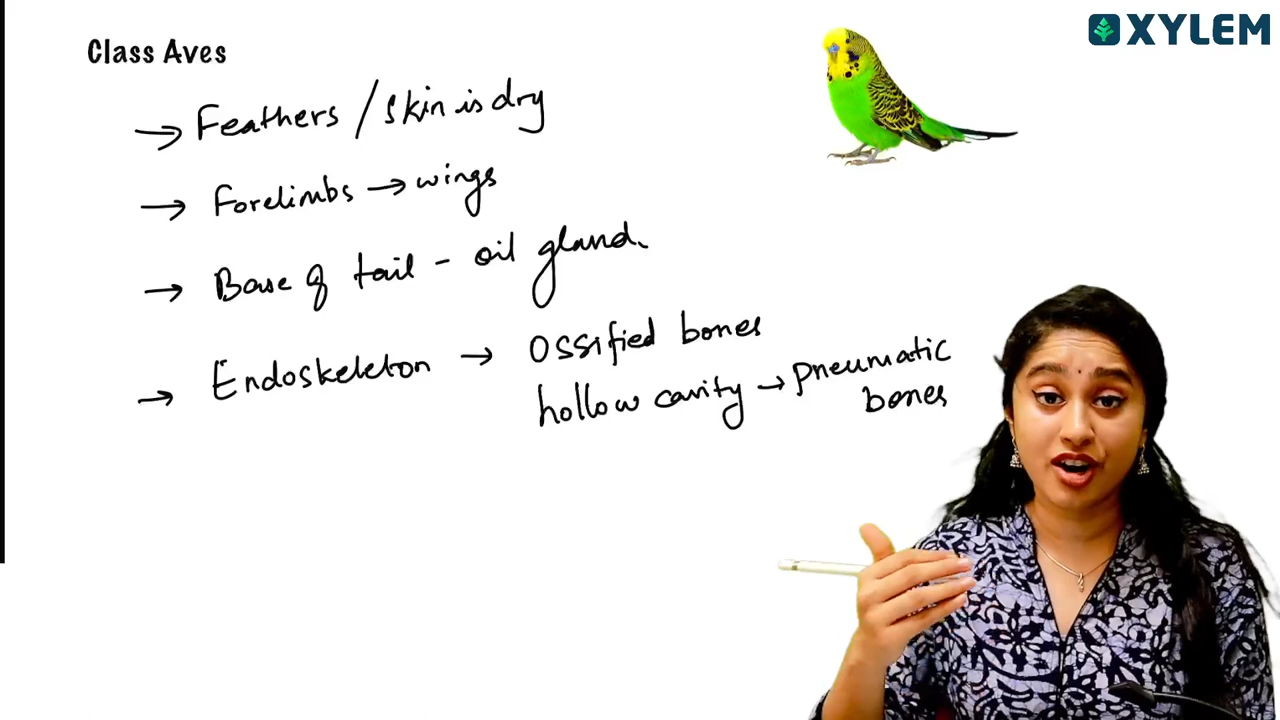 XYLEM
Class Aves
→ Feathers / skin is dry
→ Forelimbs → wings
→ Base of tail - oil gland.
→ Endoskeleton → Ossified bones
hollow cavity → pneumatic
bones